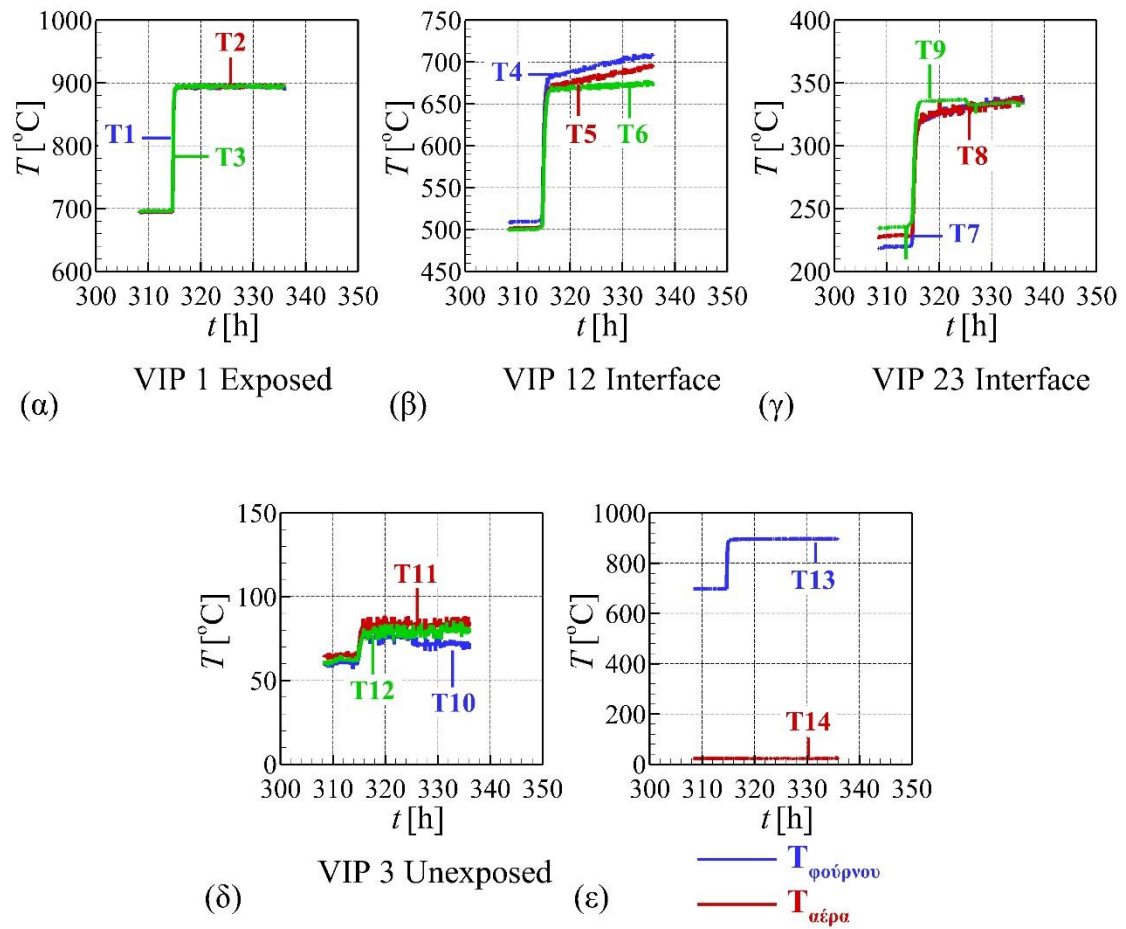 1000
900
800
700
600
T [°C]
T2
T1
T3
300 310 320 330 340 350
t [h]
VIP 1 Exposed
(α)
750
700
650
600
550
500
450
T [°C]
T4
T5
T6
300 310 320 330 340 350
t [h]
VIP 12 Interface
(β)
400
350
300
250
200
T [°C]
T9
T8
T7
300 310 320 330 340 350
t [h]
VIP 23 Interface
(γ)
150
100
50
0
T [°C]
T11
T12
T10
300 310 320 330 340 350
t [h]
VIP 3 Unexposed
(δ)
1000
800
600
400
200
0
T [°C]
T13
T14
300 310 320 330 340 350
t [h]
(ε)
Tφούρνου
Tαέρα